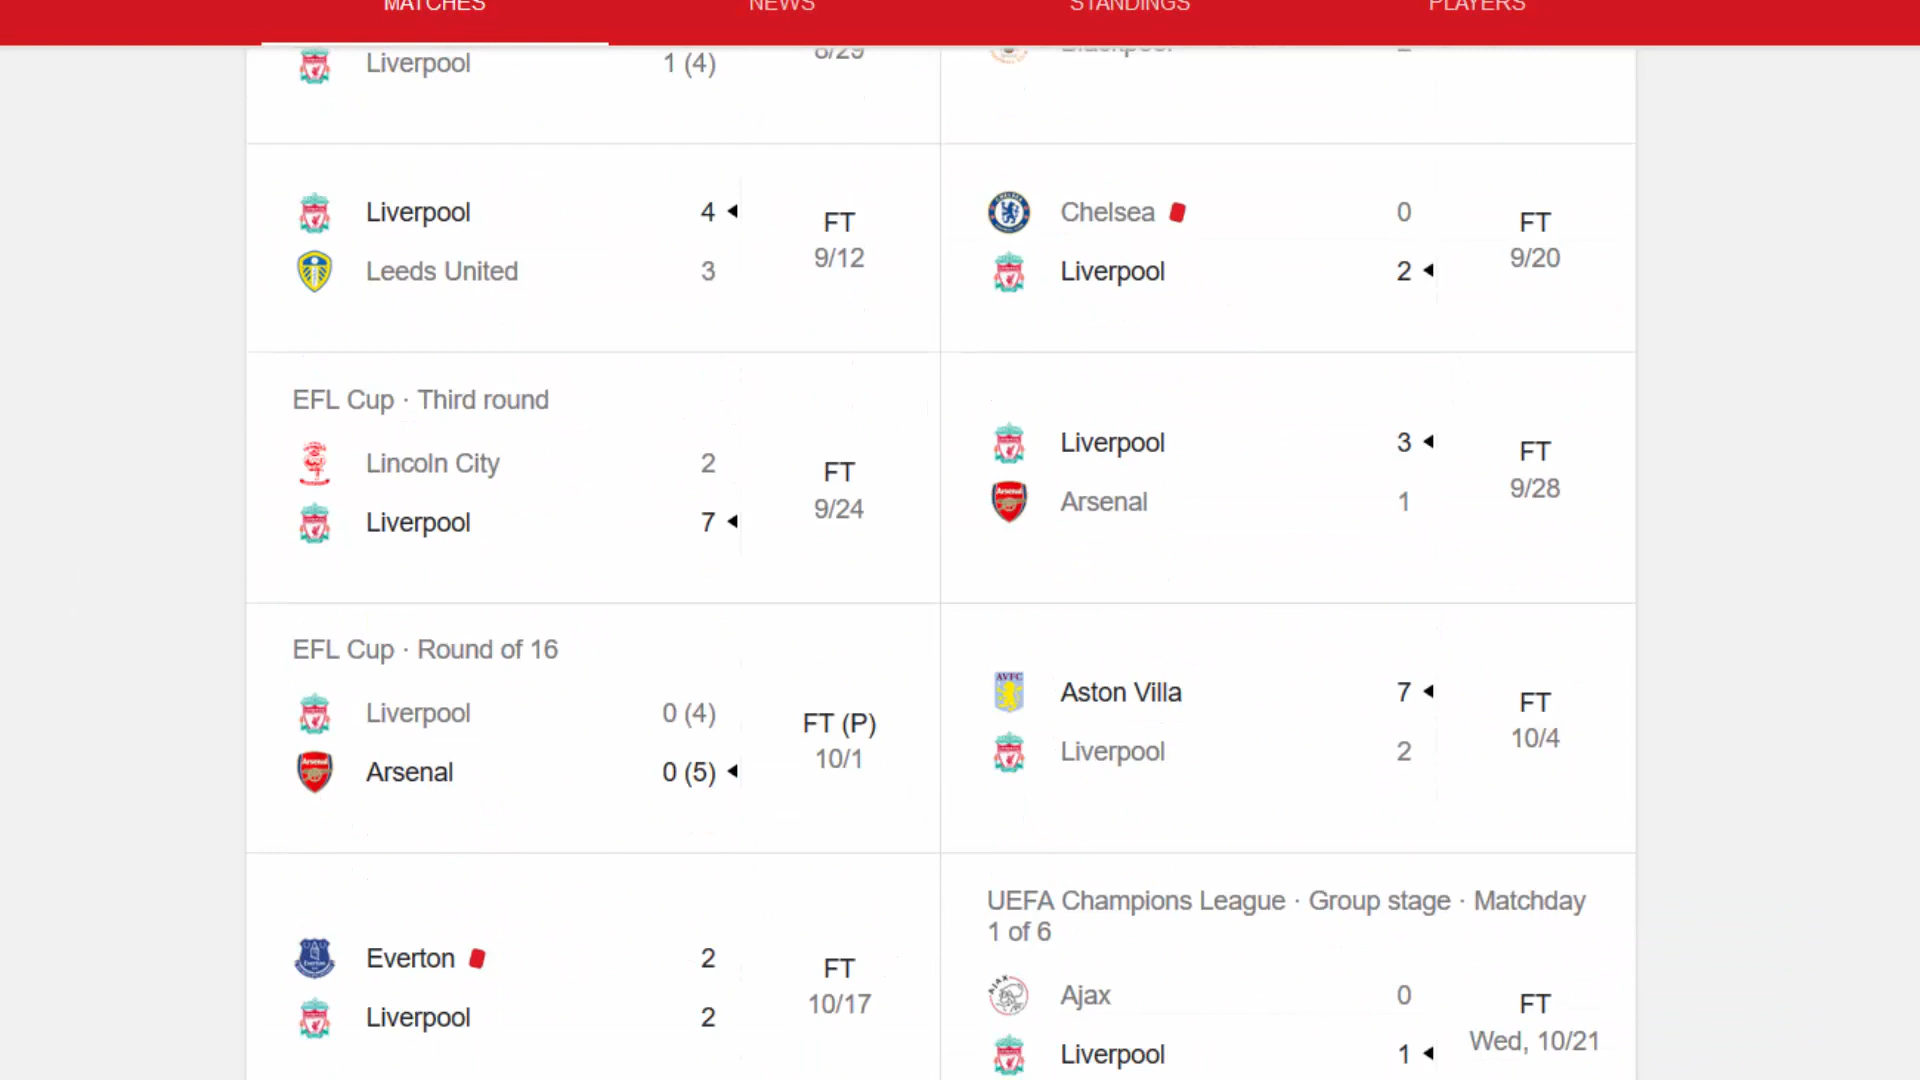 MATCHES NEWS STANDINGS PLAYERS
Liverpool 1 (4) 8/29
Blackpool 2
Liverpool 4
Leeds United 3
FT
9/12
Chelsea 0
Liverpool 2
FT
9/20
EFL Cup · Third round
Lincoln City 2
Liverpool 7
FT
9/24
Liverpool 3
Arsenal 1
FT
9/28
EFL Cup · Round of 16
Liverpool 0 (4)
Arsenal 0 (5)
FT (P)
10/1
Aston Villa 7
Liverpool 2
FT
10/4
Everton 2
Liverpool 2
FT
10/17
UEFA Champions League · Group stage · Matchday
1 of 6
Ajax 0
Liverpool 1
FT
Wed, 10/21